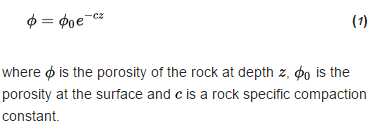 ϕ = ϕ₀e⁻ᶜᶻ (1)
where ϕ is the porosity of the rock at depth z, ϕ₀ is the
porosity at the surface and c is a rock specific compaction
constant.